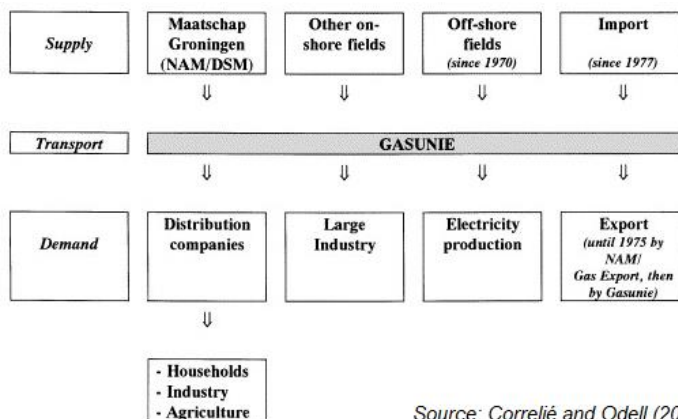 Supply
Maatschap
Groningen
(NAM/DSM)
Other on-
shore fields
Off-shore
fields
(since 1970)
Import
(since 1977)
⇓ ⇓ ⇓ ⇓
Transport
GASUNIE
⇓ ⇓ ⇓ ⇓
Demand
Distribution
companies
Large
Industry
Electricity
production
Export
(until 1975 by
NAM/
Gas Export, then
by Gasunie)
⇓
- Households
- Industry
- Agriculture
Source: Correljé and Odell (20